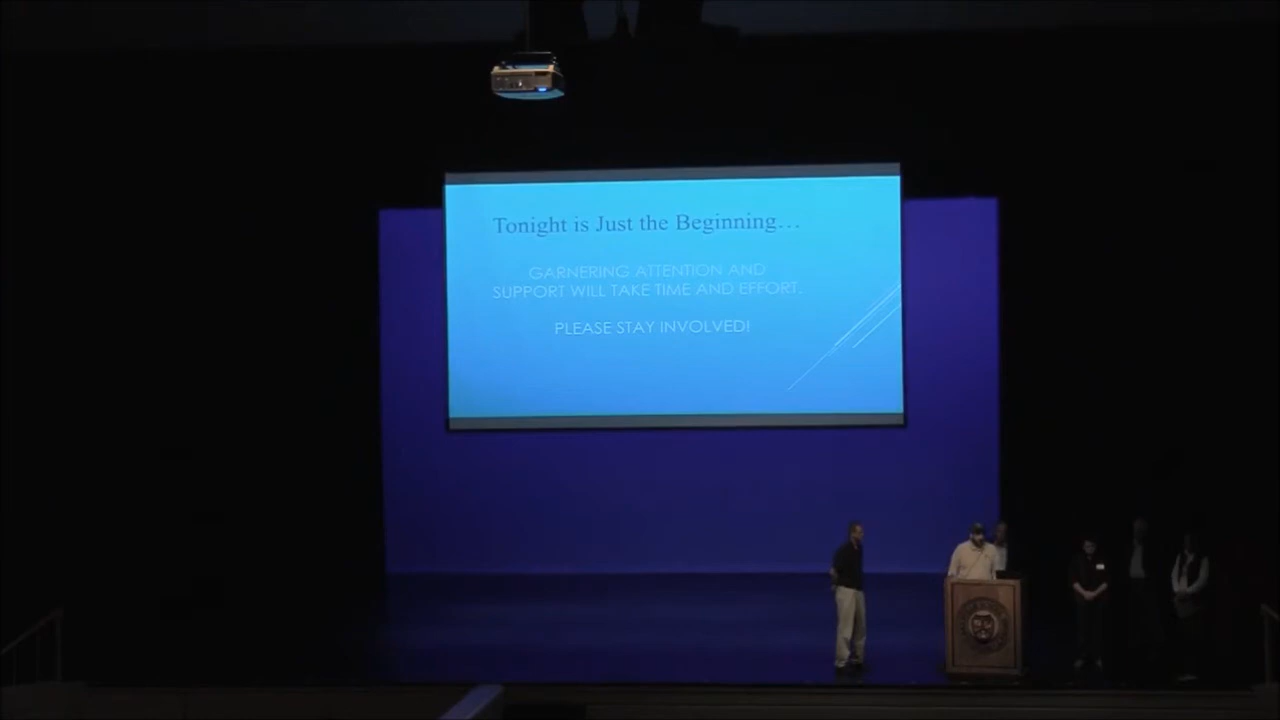 Tonight is Just the Beginning...
GARNERING ATTENTION AND
SUPPORT WILL TAKE TIME AND EFFORT.
PLEASE STAY INVOLVED!